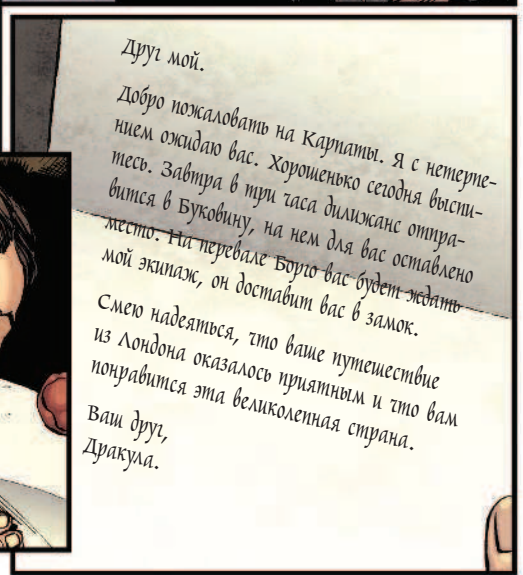 Друг мой.
Добро пожаловать на Карпаты. Я с нетерпе-
нием ожидаю вас. Хорошенько сегодня выспи-
тесь. Завтра в три часа дилижанс отпра-
вится в Буковину, на нем для вас оставлено
место. На перевале Борго вас будет ждать
мой экипаж, он доставит вас в замок.
Смею надеяться, что ваше путешествие
из Лондона оказалось приятным и что вам
понравится эта великолепная страна.
Ваш друг,
Дракула.